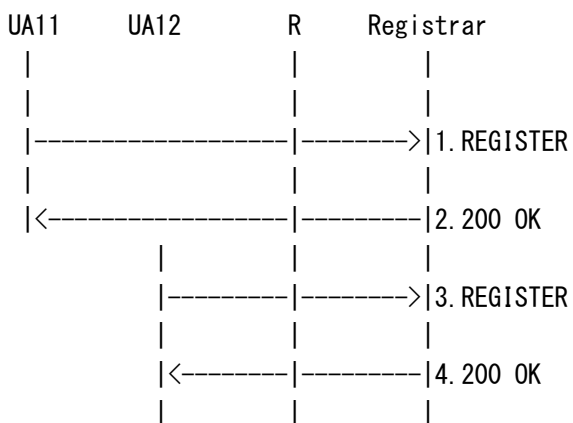 UA11 UA12 R Registrar
1.REGISTER
2.200 OK
3.REGISTER
4.200 OK